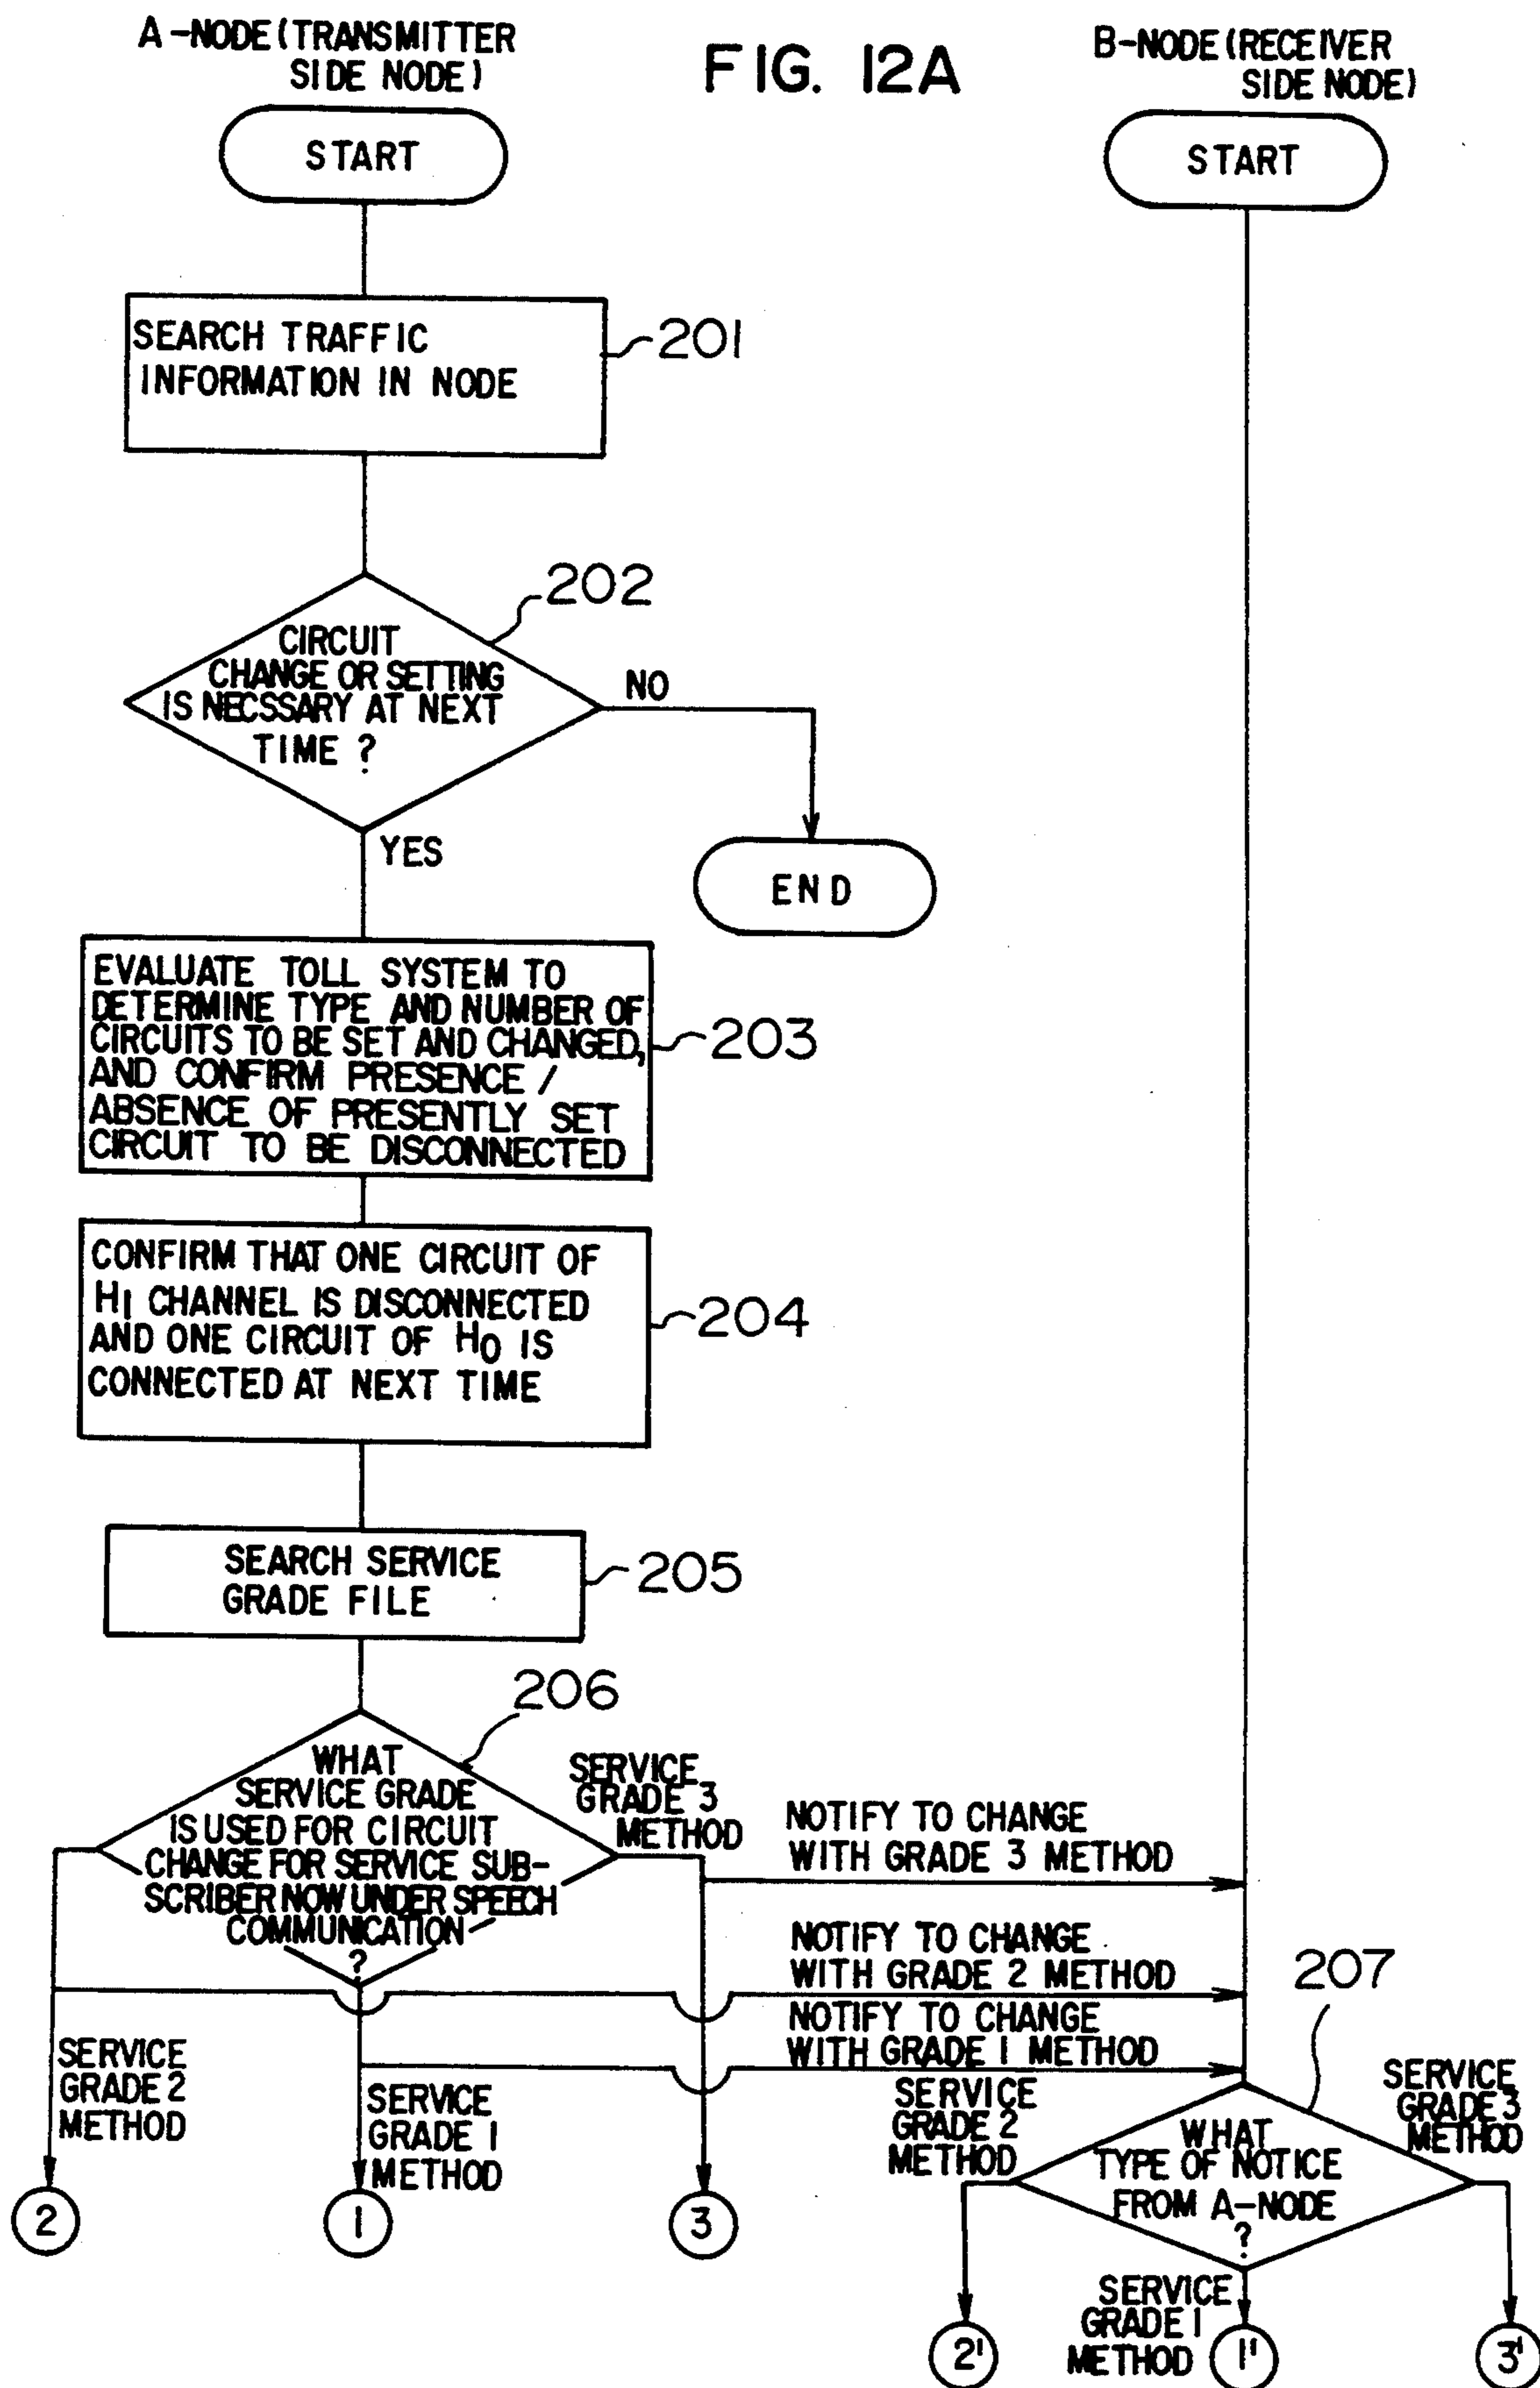 A-NODE (TRANSMITTER
SIDE NODE)
FIG. 12A
B-NODE (RECEIVER
SIDE NODE)
START
START
SEARCH TRAFFIC
INFORMATION IN NODE
201
202
CIRCUIT
CHANGE OR SETTING
IS NECSSARY AT NEXT
TIME ?
NO
YES
END
EVALUATE TOLL SYSTEM TO
DETERMINE TYPE AND NUMBER OF
CIRCUITS TO BE SET AND CHANGED,
AND CONFIRM PRESENCE /
ABSENCE OF PRESENTLY SET
CIRCUIT TO BE DISCONNECTED
203
CONFIRM THAT ONE CIRCUIT OF
H1 CHANNEL IS DISCONNECTED
AND ONE CIRCUIT OF H0 IS
CONNECTED AT NEXT TIME
204
SEARCH SERVICE
GRADE FILE
205
206
WHAT
SERVICE GRADE
IS USED FOR CIRCUIT
CHANGE FOR SERVICE SUB-
SCRIBER NOW UNDER SPEECH
COMMUNICATION
?
SERVICE
GRADE 3
METHOD
NOTIFY TO CHANGE
WITH GRADE 3 METHOD
NOTIFY TO CHANGE
WITH GRADE 2 METHOD
NOTIFY TO CHANGE
WITH GRADE 1 METHOD
207
SERVICE
GRADE 2
METHOD
SERVICE
GRADE 1
METHOD
2
1
3
SERVICE
GRADE 2
METHOD
WHAT
TYPE OF NOTICE
FROM A-NODE
?
SERVICE
GRADE 3
METHOD
SERVICE
GRADE 1
METHOD
2'
1'
3'